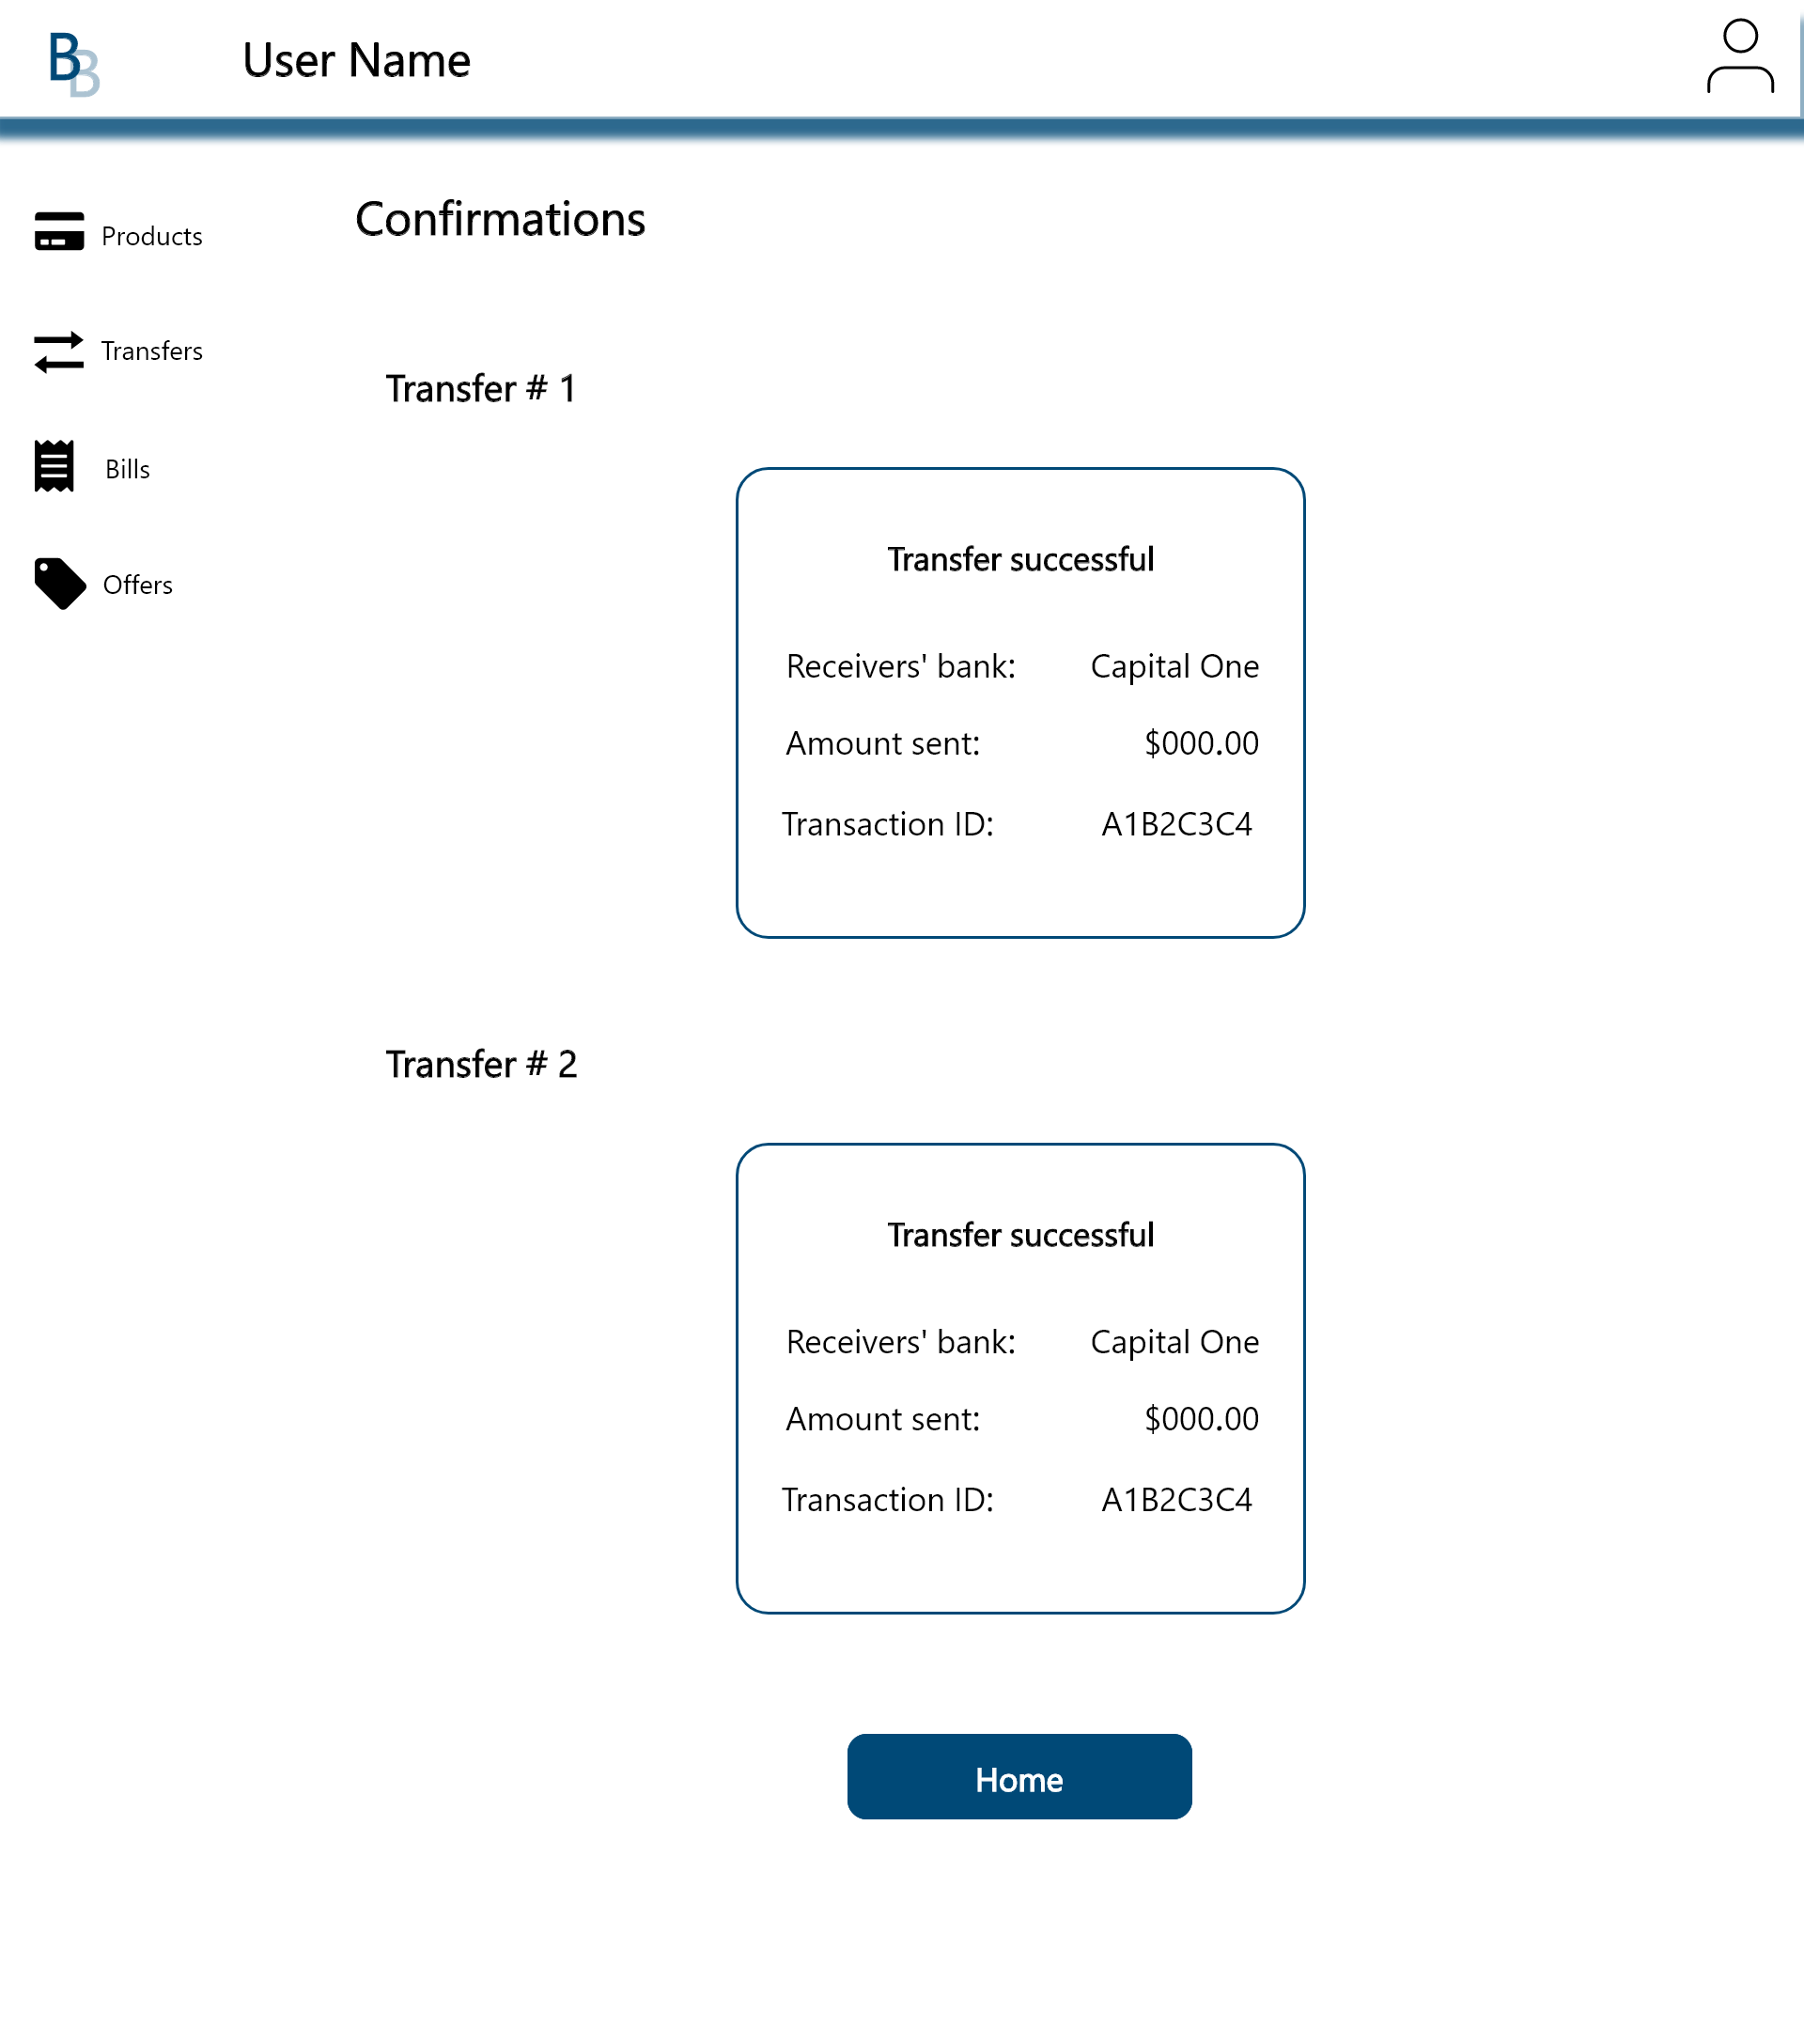 BB
User Name
Products
Transfers
Bills
Offers
Confirmations
Transfer # 1
Transfer successful
Receivers' bank: Capital One
Amount sent: $000.00
Transaction ID: A1B2C3C4
Transfer # 2
Transfer successful
Receivers' bank: Capital One
Amount sent: $000.00
Transaction ID: A1B2C3C4
Home